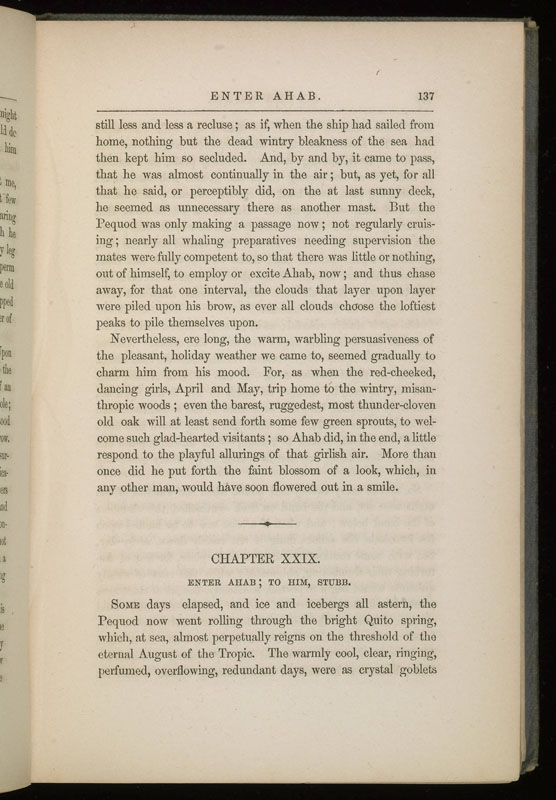 ENTER AHAB. 137
still less and less a recluse; as if, when the ship had sailed from
home, nothing but the dead wintry bleakness of the sea had
then kept him so secluded. And, by and by, it came to pass,
that he was almost continually in the air; but, as yet, for all
that he said, or perceptibly did, on the at last sunny deck,
he seemed as unnecessary there as another mast. But the
Pequod was only making a passage now; not regularly cruis-
ing; nearly all whaling preparatives needing supervision the
mates were fully competent to, so that there was little or nothing,
out of himself, to employ or excite Ahab, now; and thus chase
away, for that one interval, the clouds that layer upon layer
were piled upon his brow, as ever all clouds choose the loftiest
peaks to pile themselves upon.
Nevertheless, ere long, the warm, warbling persuasiveness of
the pleasant, holiday weather we came to, seemed gradually to
charm him from his mood. For, as when the red-cheeked,
dancing girls, April and May, trip home to the wintry, misan-
thropic woods; even the barest, ruggedest, most thunder-cloven
old oak will at least send forth some few green sprouts, to wel-
come such glad-hearted visitants; so Ahab did, in the end, a little
respond to the playful allurings of that girlish air. More than
once did he put forth the faint blossom of a look, which, in
any other man, would have soon flowered out in a smile.
CHAPTER XXIX.
ENTER AHAB; TO HIM, STUBB.
SOME days elapsed, and ice and icebergs all astern, the
Pequod now went rolling through the bright Quito spring,
which, at sea, almost perpetually reigns on the threshold of the
eternal August of the Tropic. The warmly cool, clear, ringing,
perfumed, overflowing, redundant days, were as crystal goblets